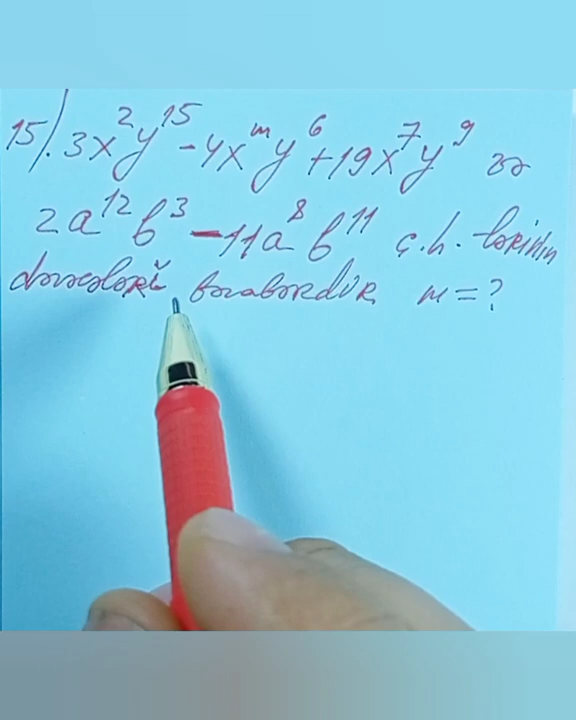 15). 3x²y¹⁵ - 4xᵐy⁶ + 19x⁷y⁹ və
2a¹²b³ - 11a⁸b¹¹ ç.h. lərinin
dərəcələri bərabərdir. m = ?